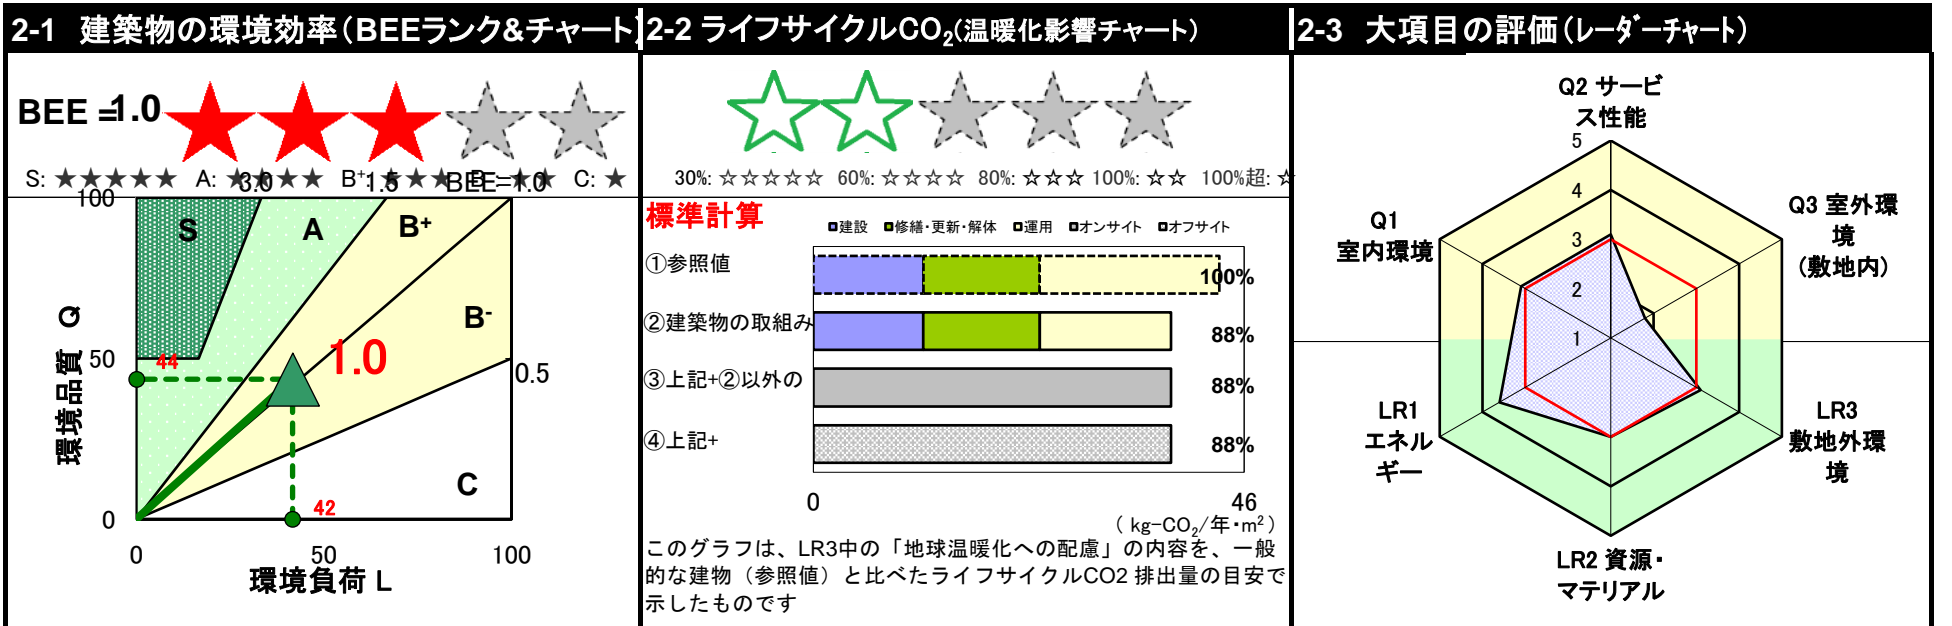 2-1 建築物の環境効率(BEEランク&チャート)
BEE = 1.0
S: ★★★★★ A: ★★★★ B⁺: ★★★ B⁻: ★★ C: ★
3.0 1.5 BEE=1.0
100
S
A
B⁺
B⁻
C
50
44
1.0
0.5
42
0
0 50 100
環境品質 Q
環境負荷 L
2-2 ライフサイクルCO₂(温暖化影響チャート)
30%: ☆☆☆☆☆ 60%: ☆☆☆☆ 80%: ☆☆☆ 100%: ☆☆ 100%超: ☆
標準計算
建設 修繕・更新・解体 運用 オンサイト オフサイト
①参照値 100%
②建築物の取組み 88%
③上記+②以外の 88%
④上記+ 88%
0 46
( kg-CO₂/年・m² )
このグラフは、LR3中の「地球温暖化への配慮」の内容を、一般
的な建物(参照値)と比べたライフサイクルCO2 排出量の目安で
示したものです
2-3 大項目の評価(レーダーチャート)
Q2 サービ
ス性能
5
4
3
2
1
Q1
室内環境
Q3 室外環
境
(敷地内)
LR1
エネル
ギー
LR3
敷地外環
境
LR2 資源・
マテリアル